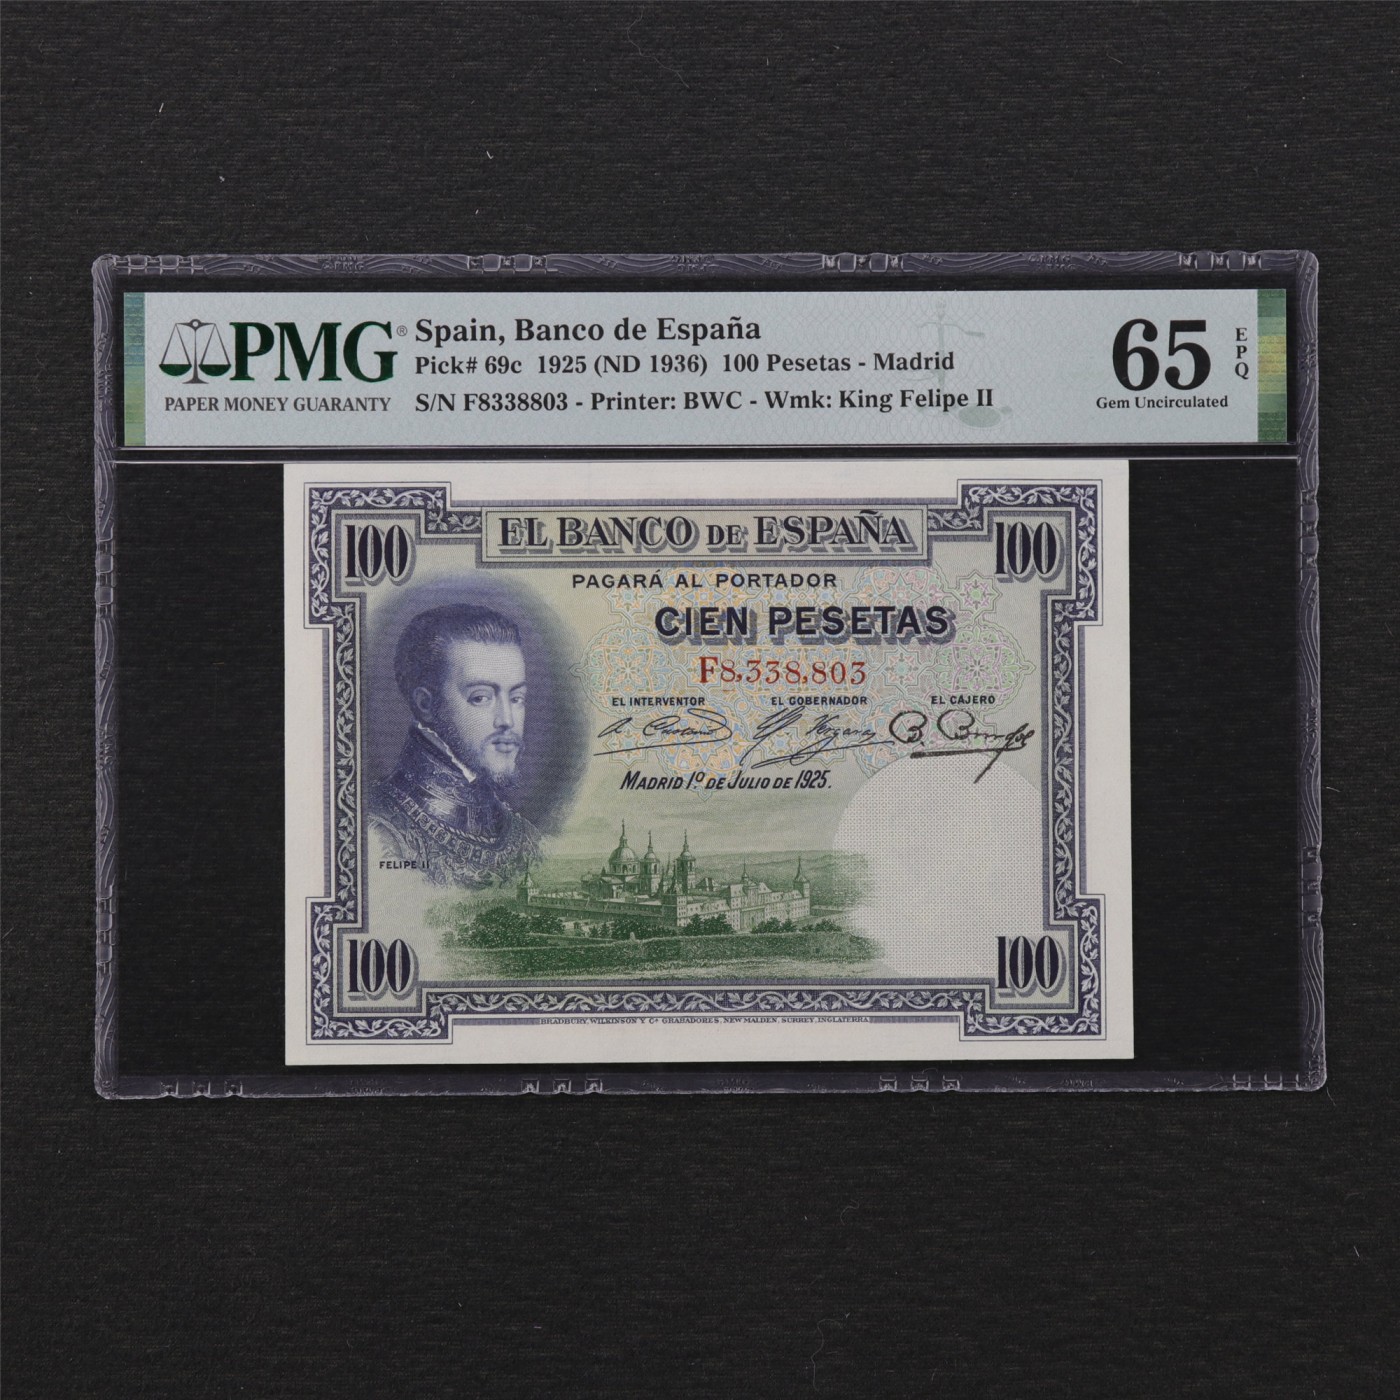 PMG®
PAPER MONEY GUARANTY
Spain, Banco de España
Pick# 69c 1925 (ND 1936) 100 Pesetas - Madrid
S/N F8338803 - Printer: BWC - Wmk: King Felipe II
65
EPQ
Gem Uncirculated
100
EL BANCO DE ESPAÑA
100
PAGARÁ AL PORTADOR
CIEN PESETAS
F8,338,803
EL INTERVENTOR EL GOBERNADOR EL CAJERO
MADRID 1.º DE JULIO DE 1925.
FELIPE II
100
100
BRADBURY, WILKINSON Y Cª GRABADORES, NEW MALDEN, SURREY, INGLATERRA.